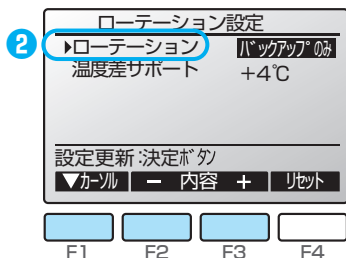 ローテーション設定
2 ▶ローテーション バックアップのみ
温度差サポート +4℃
設定更新:決定ボタン
▼カーソル － 内容 ＋ リセット
F1 F2 F3 F4